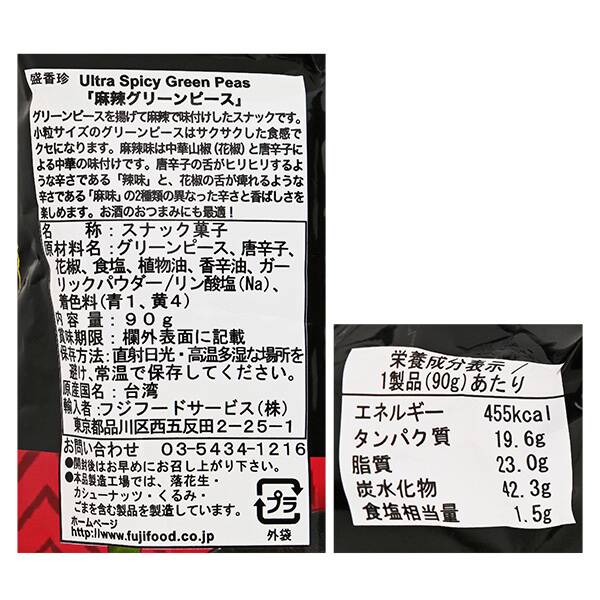 盛香珍 Ultra Spicy Green Peas
「麻辣グリーンピース」
グリーンピースを揚げて麻辣で味付けしたスナックです。
小粒サイズのグリーンピースはサクサクした食感で
クセになります。麻辣味は中華山椒(花椒)と唐辛子に
よる中華の味付けです。唐辛子の舌がヒリヒリするよ
うな辛さである「辣味」と、花椒の舌が痺れるような
辛さである「麻味」の2種類の異なった辛さと香ばしさを
楽しめます。お酒のおつまみにも最適！
名 称：スナック菓子
原材料名：グリーンピース、唐辛子、
花椒、食塩、植物油、香辛油、ガー
リックパウダー/リン酸塩(Na)、
着色料(青1、黄4)
内 容 量：90g
賞味期限：欄外表面に記載
保存方法：直射日光・高温多湿な場所を
避け、常温で保存してください。
原産国名：台湾
輸入者：フジフードサービス(株)
東京都品川区西五反田2-25-1
お問い合わせ 03-5434-1216
●開封後はお早めにお召し上がり下さい。
●本品製造工場では、落花生・
カシューナッツ・くるみ・
ごまを含む製品を製造しています。
ホームページ
http://www.fujifood.co.jp
プラ
外袋
栄養成分表示/
1製品(90g)あたり
エネルギー 455kcal
タンパク質 19.6g
脂質 23.0g
炭水化物 42.3g
食塩相当量 1.5g